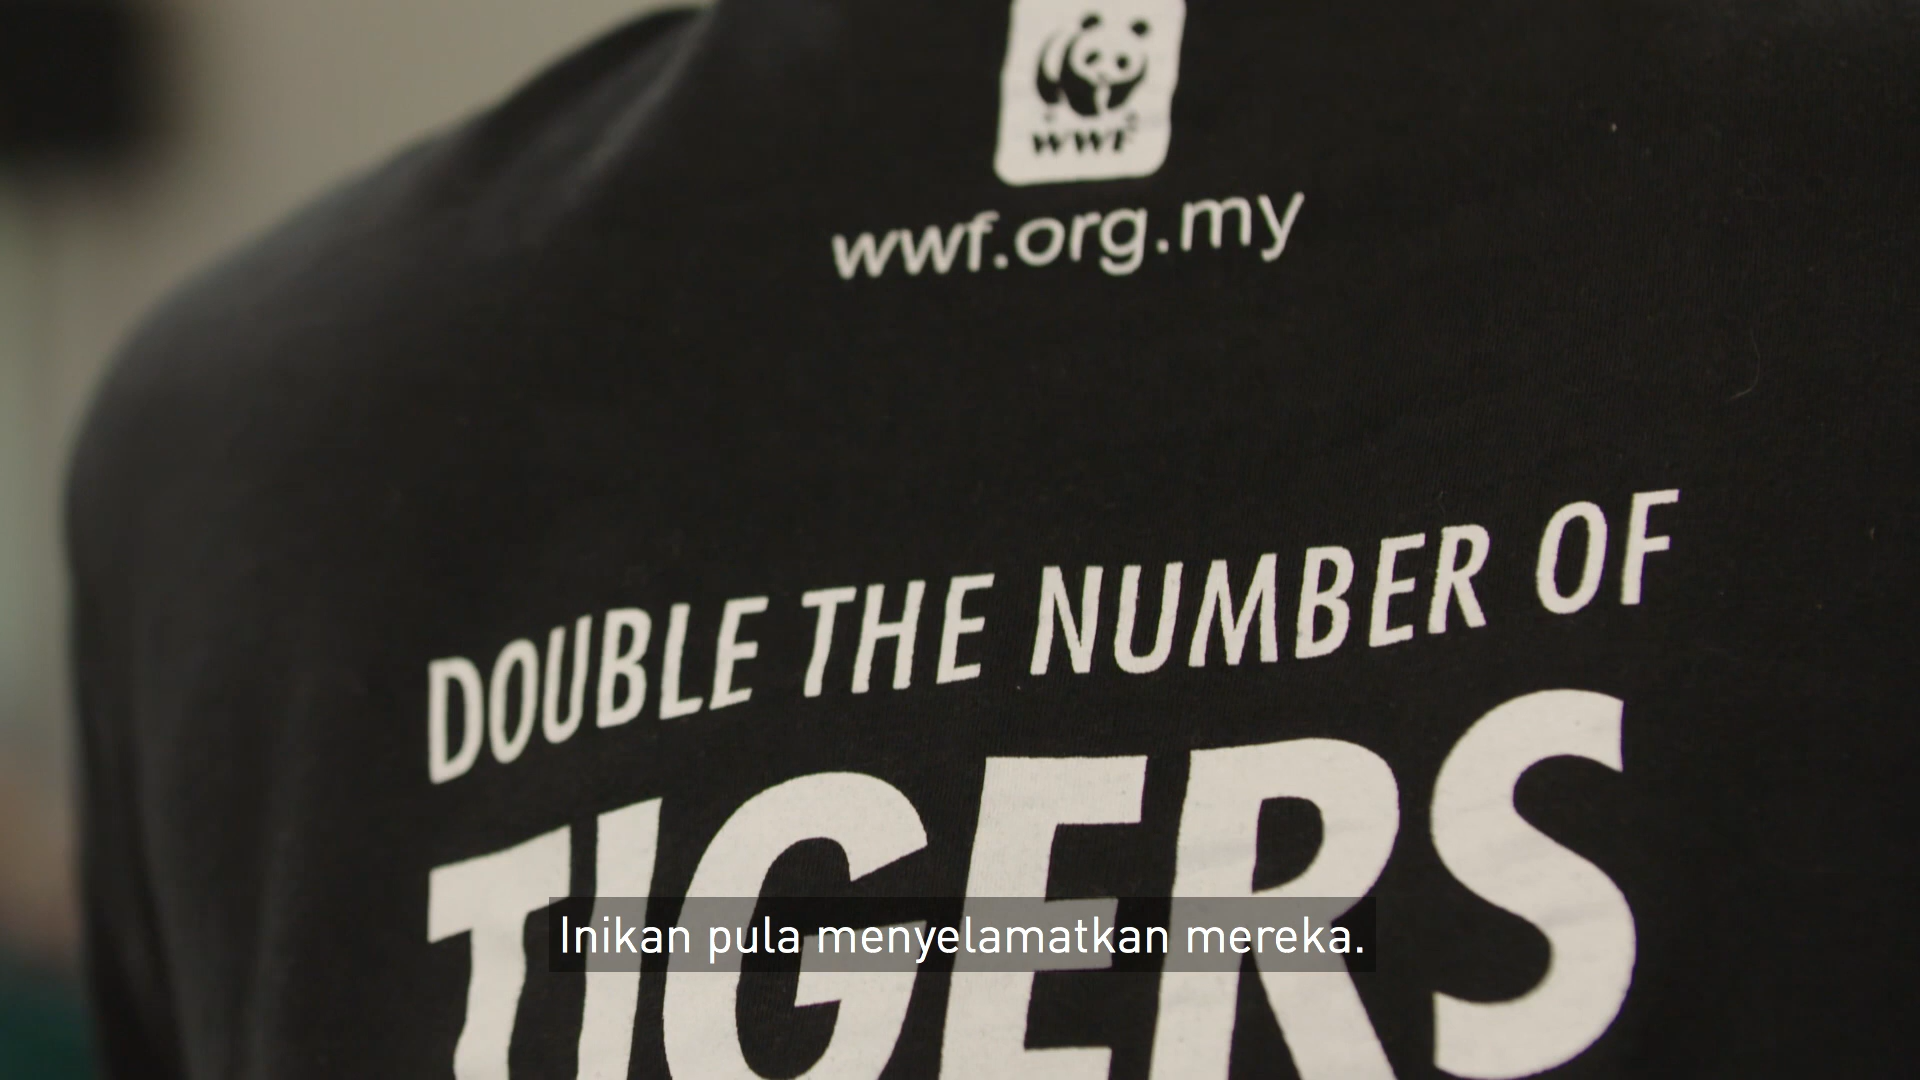 WWF
wwf.org.my
DOUBLE THE NUMBER OF
TIGERS
Inikan pula menyelamatkan mereka.